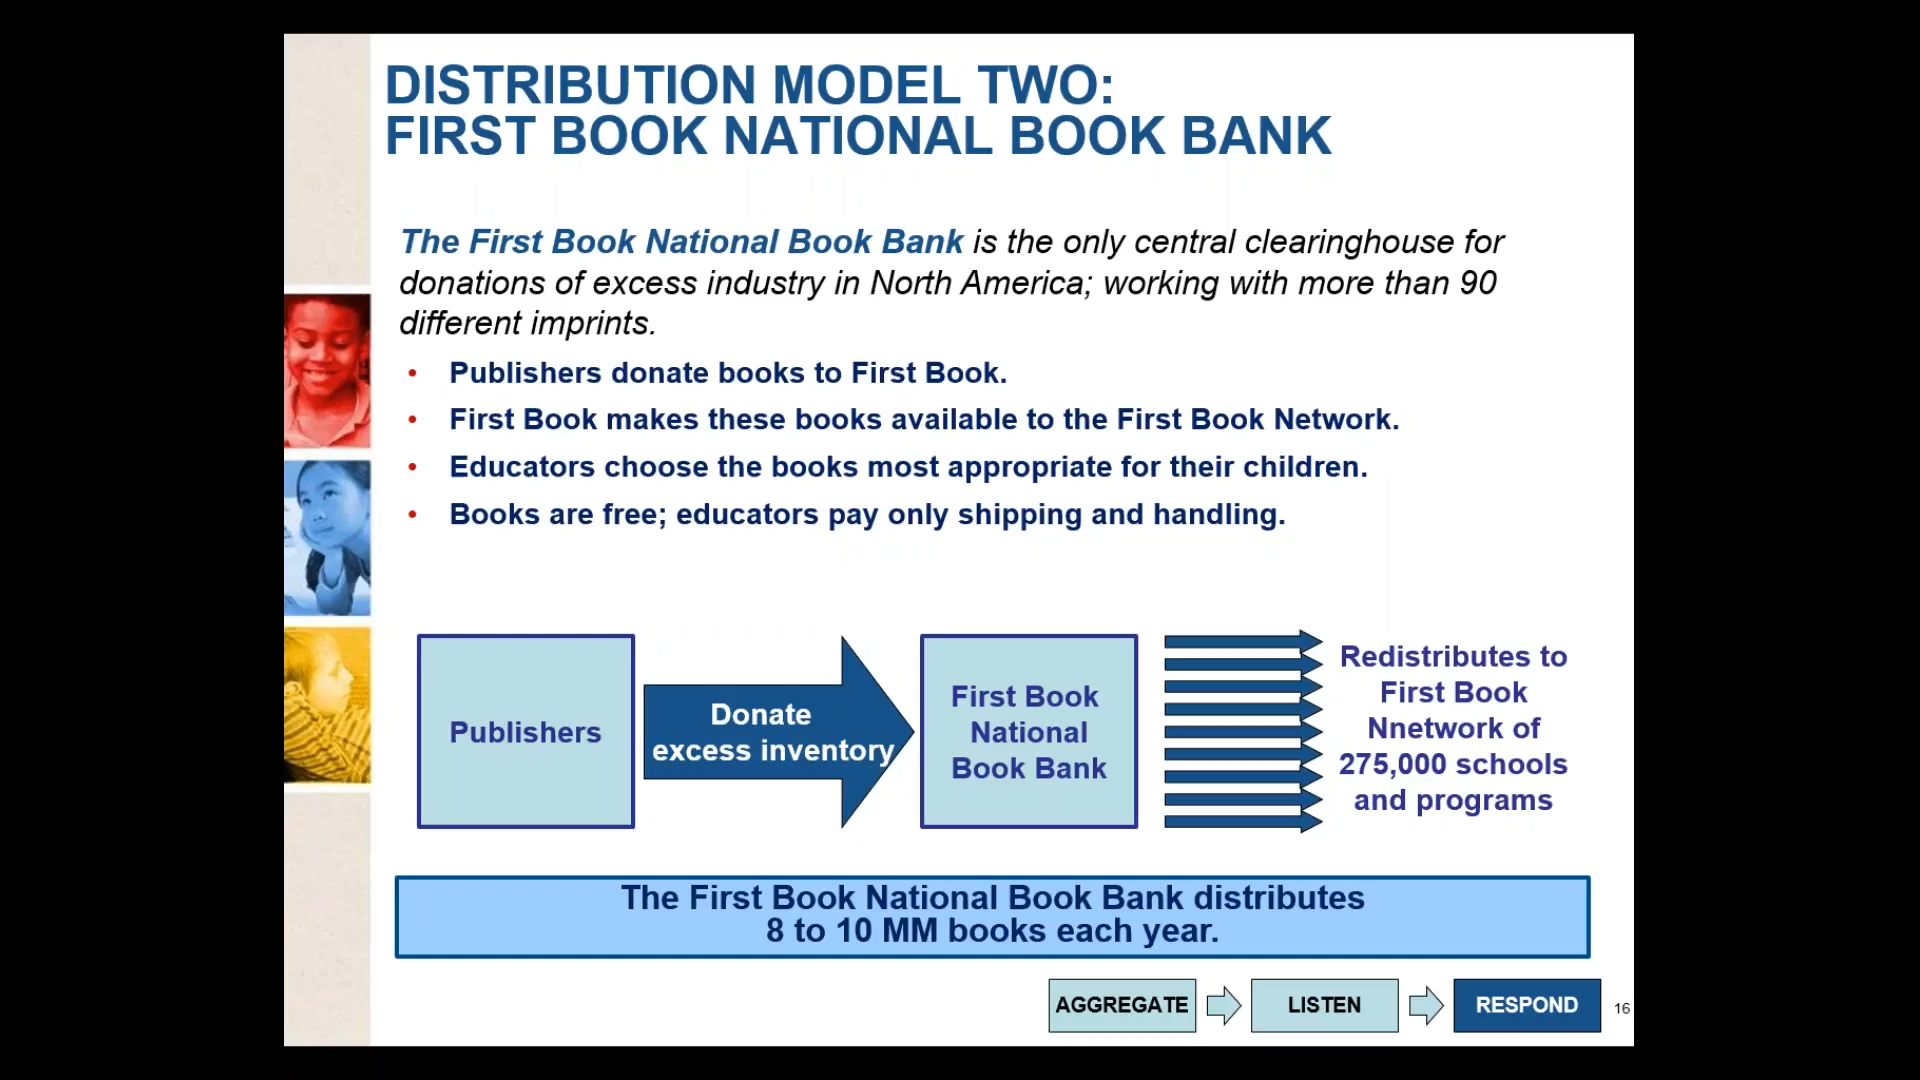 DISTRIBUTION MODEL TWO:
FIRST BOOK NATIONAL BOOK BANK
The First Book National Book Bank is the only central clearinghouse for
donations of excess industry in North America; working with more than 90
different imprints.
• Publishers donate books to First Book.
• First Book makes these books available to the First Book Network.
• Educators choose the books most appropriate for their children.
• Books are free; educators pay only shipping and handling.
Publishers
Donate
excess inventory
First Book
National
Book Bank
Redistributes to
First Book
Nnetwork of
275,000 schools
and programs
The First Book National Book Bank distributes
8 to 10 MM books each year.
AGGREGATE
LISTEN
RESPOND
16